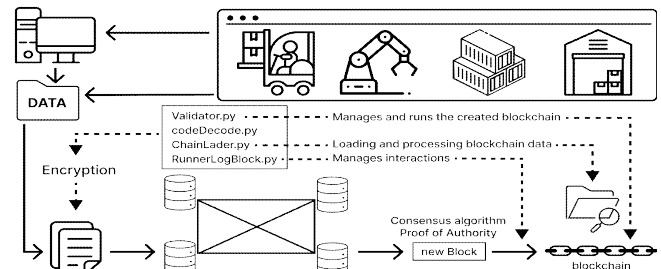 DATA
Validator.py
Manages and runs the created blockchain
codeDecode.py
ChainLader.py
Loading and processing blockchain data
RunnerLogBlock.py
Manages interactions
Encryption
Consensus algorithm
Proof of Authority
new Block
blockchain